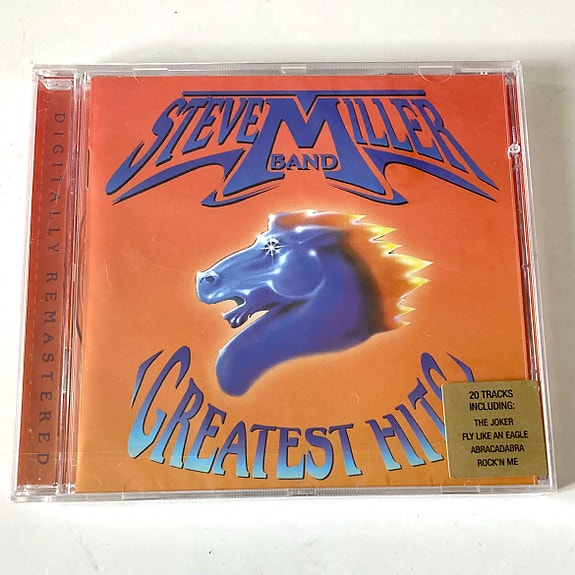 STEVE MILLER
BAND
GREATEST HITS
DIGITALLY REMASTERED
20 TRACKS
INCLUDING:
THE JOKER
FLY LIKE AN EAGLE
ABRACADABRA
ROCK'N ME